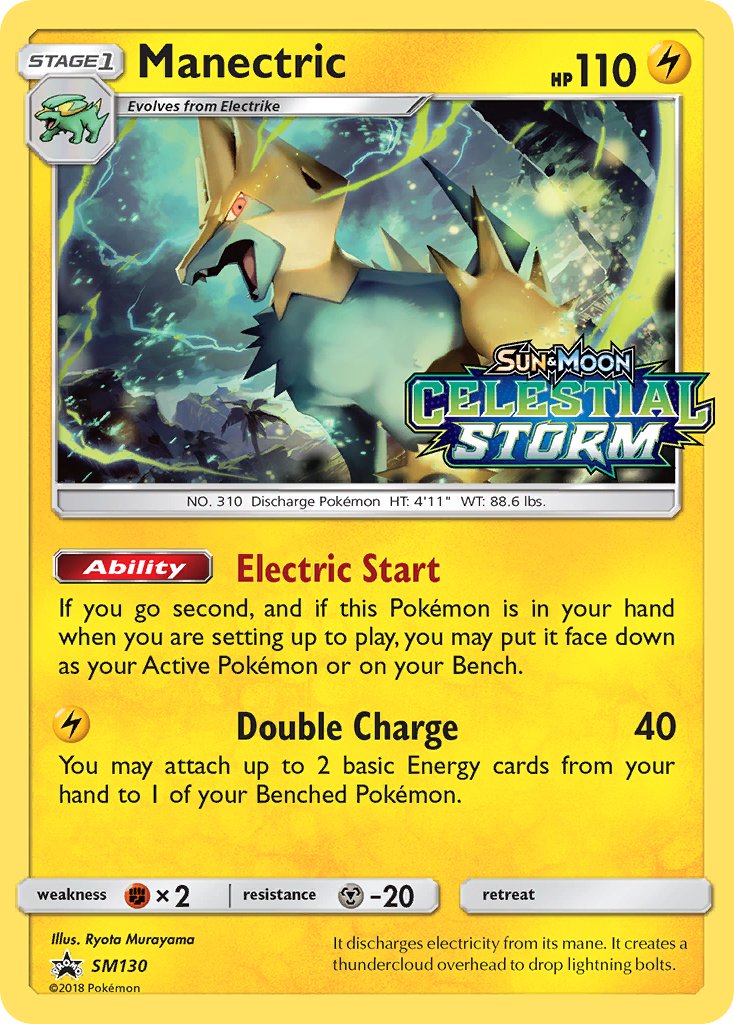 STAGE 1
Manectric
HP 110
Evolves from Electrike
SUN & MOON
CELESTIAL
STORM
NO. 310 Discharge Pokémon HT: 4'11" WT: 88.6 lbs.
Ability Electric Start
If you go second, and if this Pokémon is in your hand
when you are setting up to play, you may put it face down
as your Active Pokémon or on your Bench.
Double Charge 40
You may attach up to 2 basic Energy cards from your
hand to 1 of your Benched Pokémon.
weakness × 2 resistance -20 retreat
Illus. Ryota Murayama
It discharges electricity from its mane. It creates a
thundercloud overhead to drop lightning bolts.
PROMO SM130
©2018 Pokémon